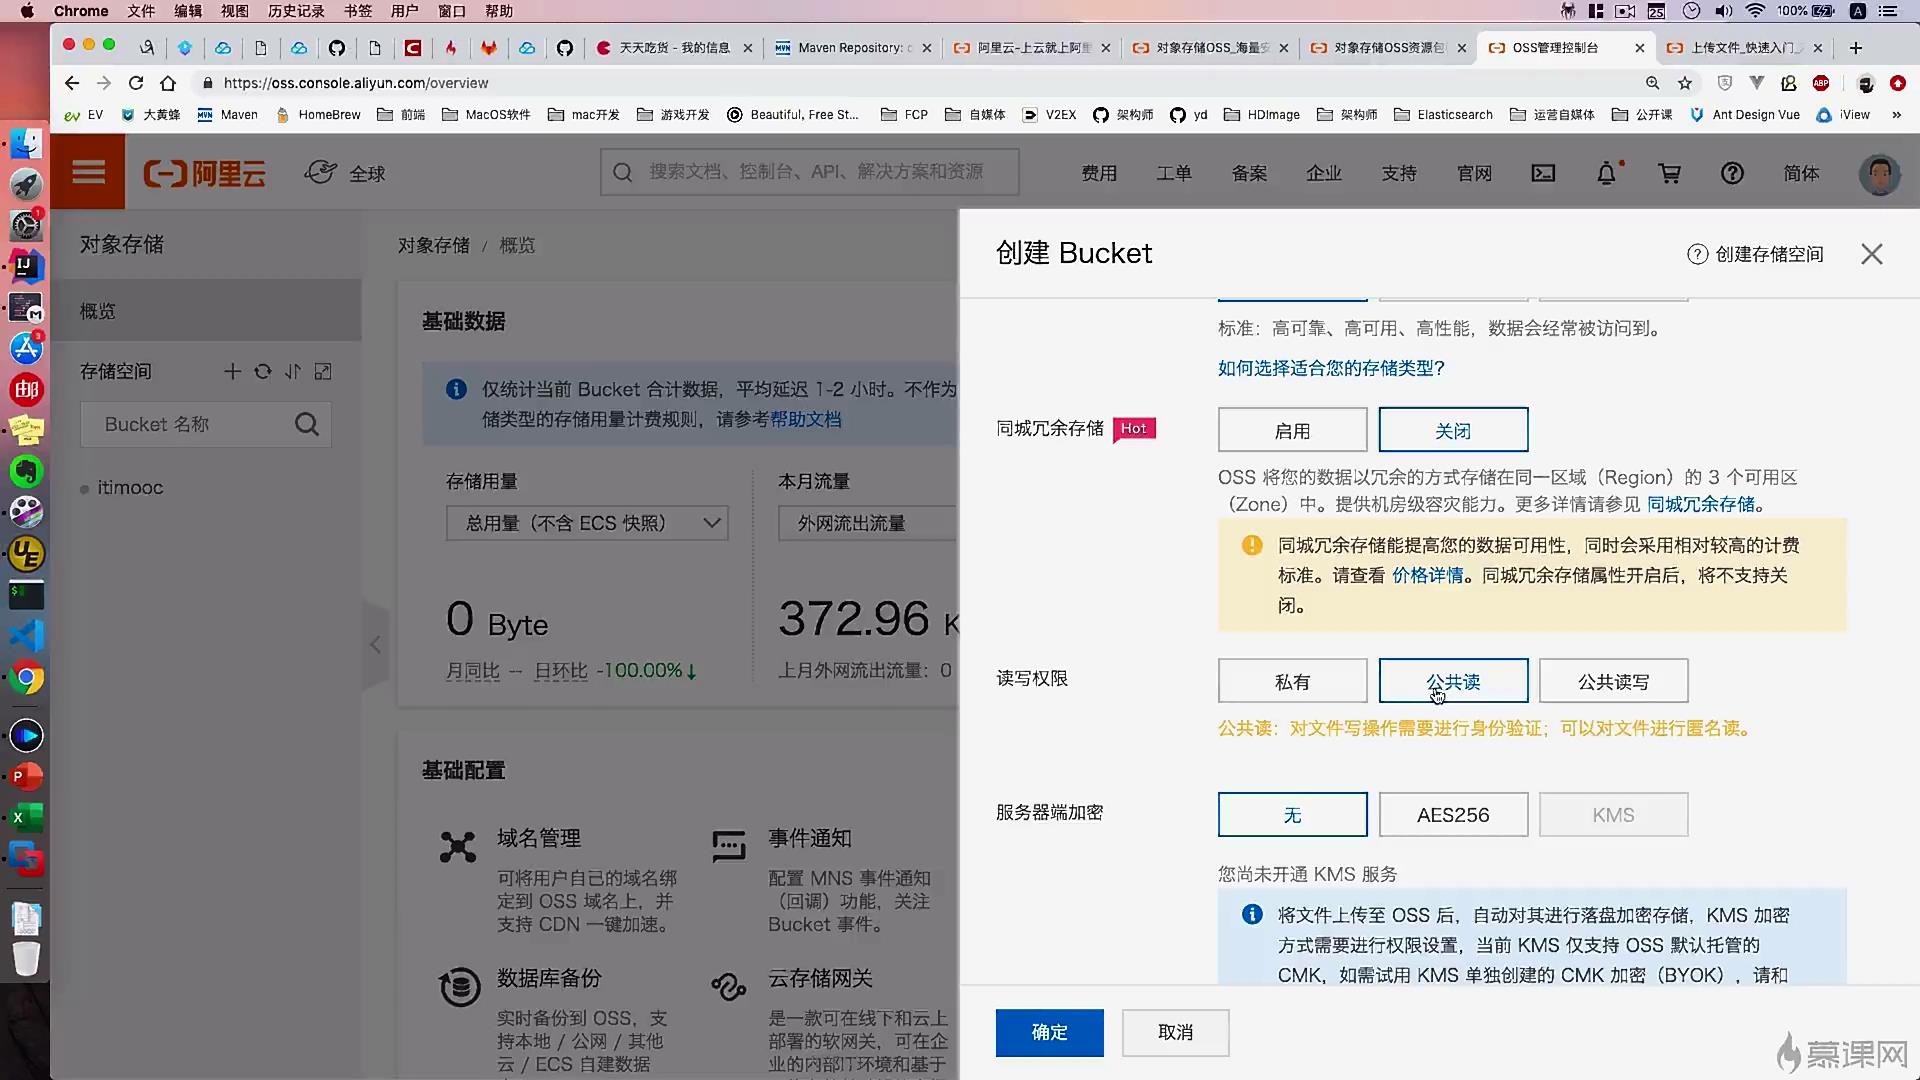 Chrome 文件 编辑 视图 历史记录 书签 用户 窗口 帮助
25 100% A
天天吃货 - 我的信息
Maven Repository: c
阿里云-上云就上阿里
对象存储OSS_海量安
对象存储OSS资源包
OSS管理控制台
上传文件_快速入门_
https://oss.console.aliyun.com/overview
ABP
EV 大黄蜂 Maven HomeBrew 前端 MacOS软件 mac开发 游戏开发 Beautiful, Free St... FCP 自媒体 V2EX 架构师 yd HDImage 架构师 Elasticsearch 运营自媒体 公开课 Ant Design Vue iView »
阿里云 全球
搜索文档、控制台、API、解决方案和资源
费用 工单 备案 企业 支持 官网 简体
对象存储
概览
存储空间
Bucket 名称
itimooc
对象存储 / 概览
基础数据
仅统计当前 Bucket 合计数据，平均延迟 1-2 小时。不作为
储类型的存储用量计费规则，请参考帮助文档
存储用量
总用量（不含 ECS 快照）
0 Byte
月同比 -- 日环比 -100.00%↓
本月流量
外网流出流量
372.96 K
上月外网流出流量：0
基础配置
域名管理
可将用户自己的域名绑
定到 OSS 域名上，并
支持 CDN 一键加速。
事件通知
配置 MNS 事件通知
（回调）功能，关注
Bucket 事件。
数据库备份
实时备份到 OSS，支
持本地 / 公网 / 其他
云 / ECS 自建数据
云存储网关
是一款可在线下和云上
部署的软网关，可在企
业的内部IT环境和基于
创建 Bucket
创建存储空间
标准：高可靠、高可用、高性能，数据会经常被访问到。
如何选择适合您的存储类型？
同城冗余存储 Hot
启用 关闭
OSS 将您的数据以冗余的方式存储在同一区域（Region）的 3 个可用区
（Zone）中。提供机房级容灾能力。更多详情请参见 同城冗余存储。
同城冗余存储能提高您的数据可用性，同时会采用相对较高的计费
标准。请查看 价格详情。同城冗余存储属性开启后，将不支持关
闭。
读写权限
私有 公共读 公共读写
公共读：对文件写操作需要进行身份验证；可以对文件进行匿名读。
服务器端加密
无 AES256 KMS
您尚未开通 KMS 服务
将文件上传至 OSS 后，自动对其进行落盘加密存储，KMS 加密
方式需要进行权限设置，当前 KMS 仅支持 OSS 默认托管的
CMK，如需试用 KMS 单独创建的 CMK 加密（BYOK），请和
确定 取消
慕课网